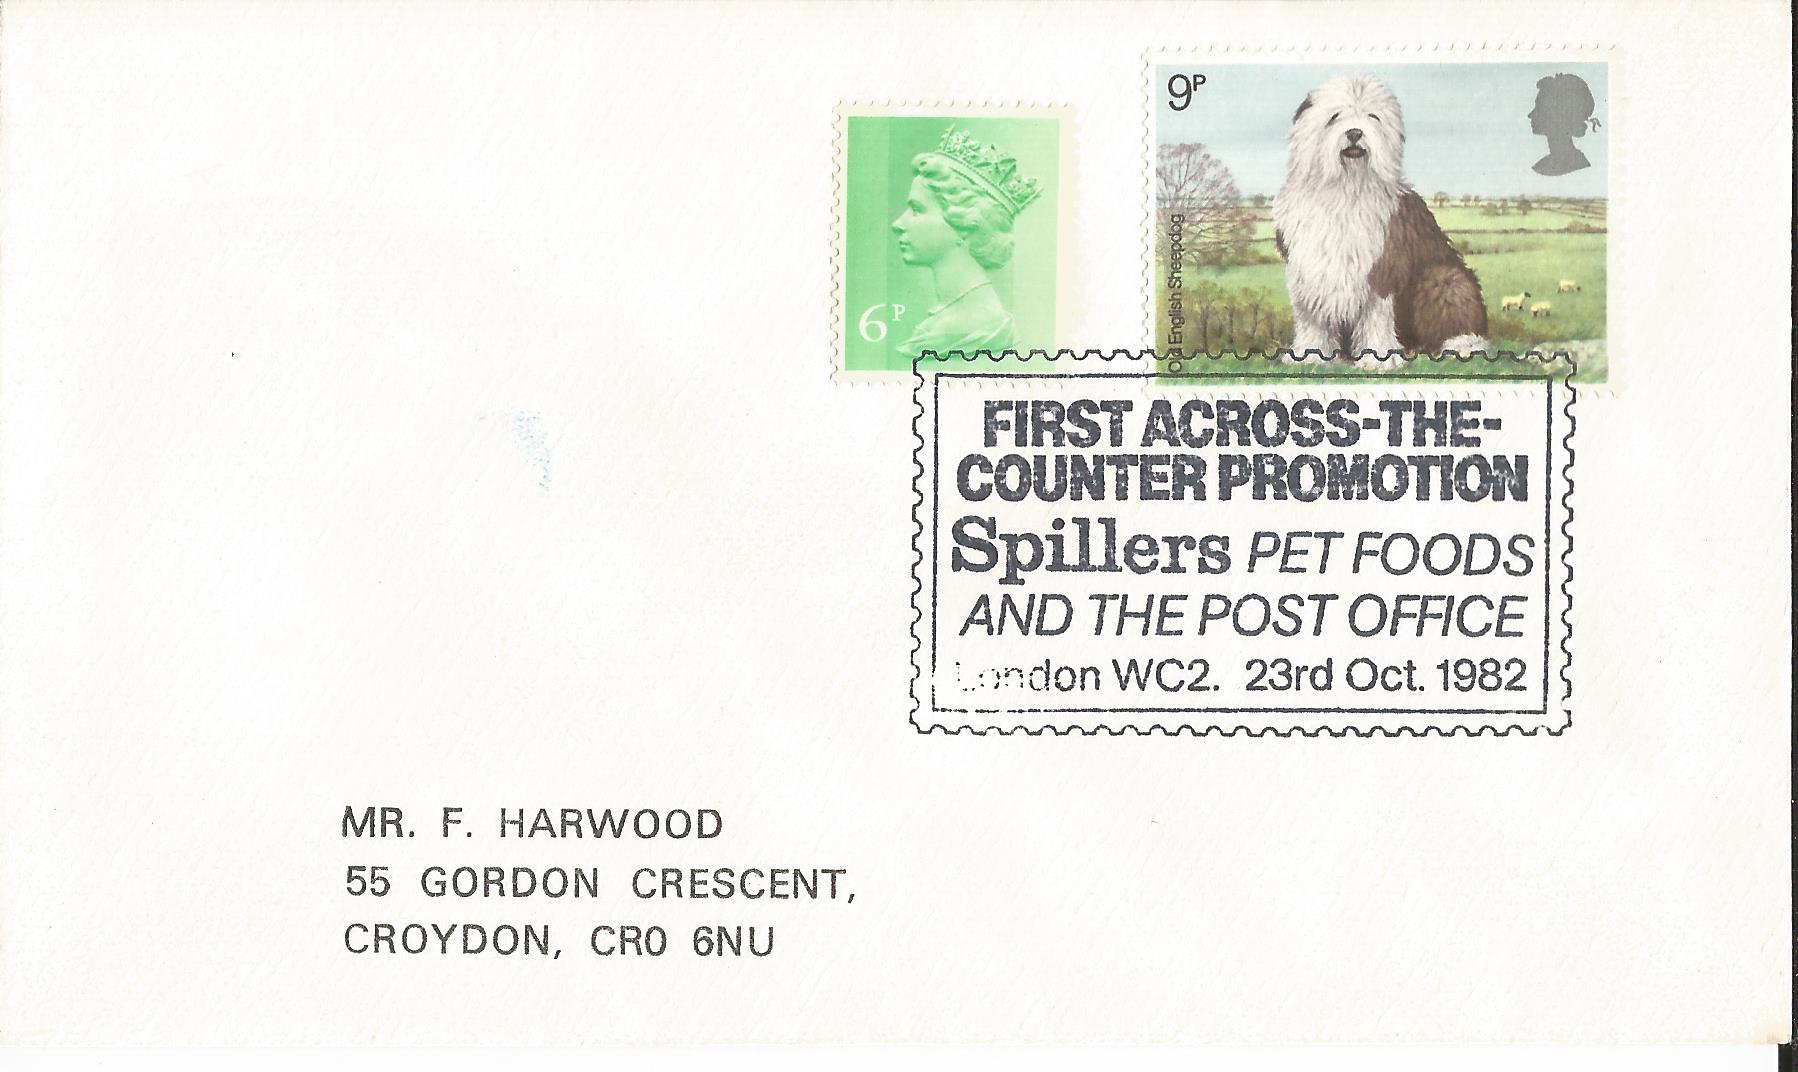 9P
6P
Old English Sheepdog
FIRST ACROSS-THE-
COUNTER PROMOTION
Spillers PET FOODS
AND THE POST OFFICE
London WC2. 23rd Oct. 1982
MR. F. HARWOOD
55 GORDON CRESCENT,
CROYDON, CR0 6NU